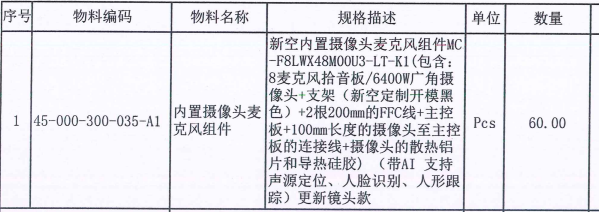 序号 物料编码 物料名称 规格描述 单位 数量
新空内置摄像头麦克风组件MC
-F8LWX48M00U3-LT-K1(包含:
8麦克风拾音板/6400W广角摄
像头+支架（新空定制开模黑
色）+2根200mm的FFC线+主控
板+100mm长度的摄像头至主控
板的连接线+摄像头的散热铝
片和导热硅胶）（带AI 支持
声源定位、人脸识别、人形跟
踪）更新镜头款
1 45-000-300-035-A1 内置摄像头麦
克风组件 Pcs 60.00